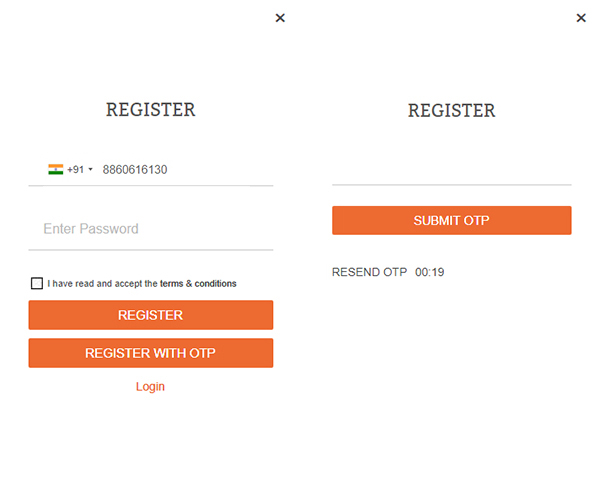 REGISTER
+91 8860616130
Enter Password
I have read and accept the terms & conditions
REGISTER
REGISTER WITH OTP
Login
REGISTER
SUBMIT OTP
RESEND OTP 00:19